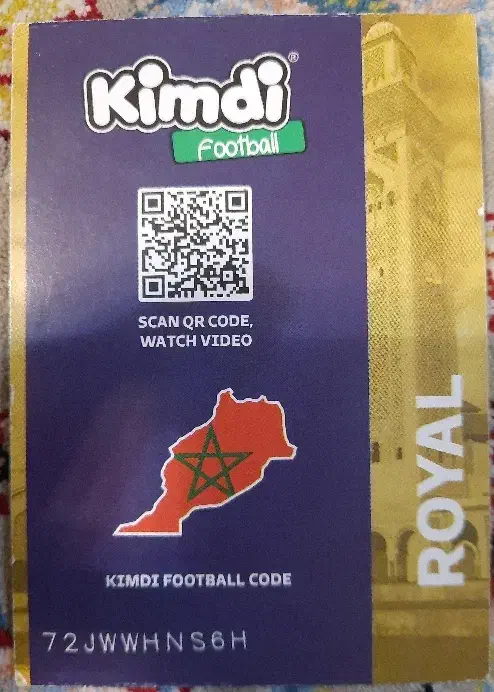 Kimdi®
Football
SCAN QR CODE,
WATCH VIDEO
KIMDI FOOTBALL CODE
72JWWHNS6H
ROYAL